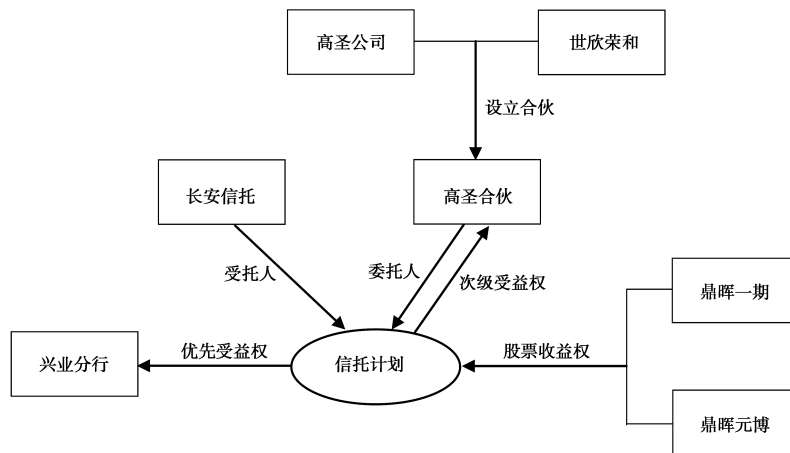 高圣公司
世欣荣和
设立合伙
长安信托
高圣合伙
受托人
委托人
次级受益权
鼎晖一期
兴业分行
优先受益权
信托计划
股票收益权
鼎晖元博